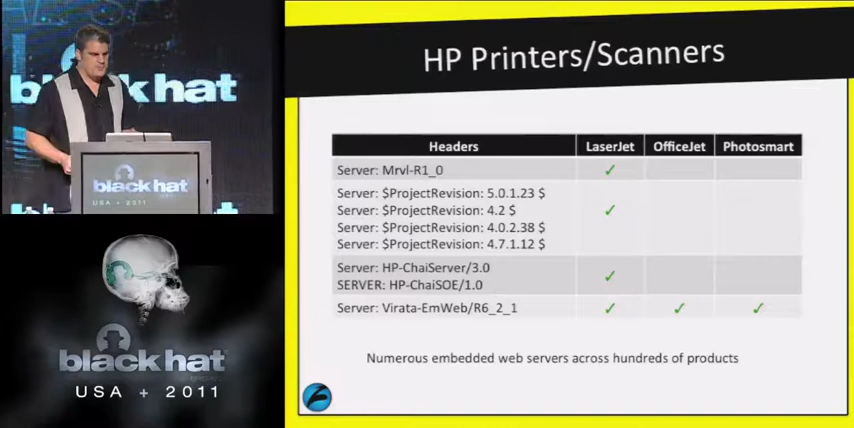 black hat
black hat
USA + 2011
black hat
USA + 2011
HP Printers/Scanners
Headers LaserJet OfficeJet Photosmart
Server: Mrvl-R1_0 ✓
Server: $ProjectRevision: 5.0.1.23 $
Server: $ProjectRevision: 4.2 $ ✓
Server: $ProjectRevision: 4.0.2.38 $
Server: $ProjectRevision: 4.7.1.12 $
Server: HP-ChaiServer/3.0
SERVER: HP-ChaiSOE/1.0 ✓
Server: Virata-EmWeb/R6_2_1 ✓ ✓ ✓
Numerous embedded web servers across hundreds of products